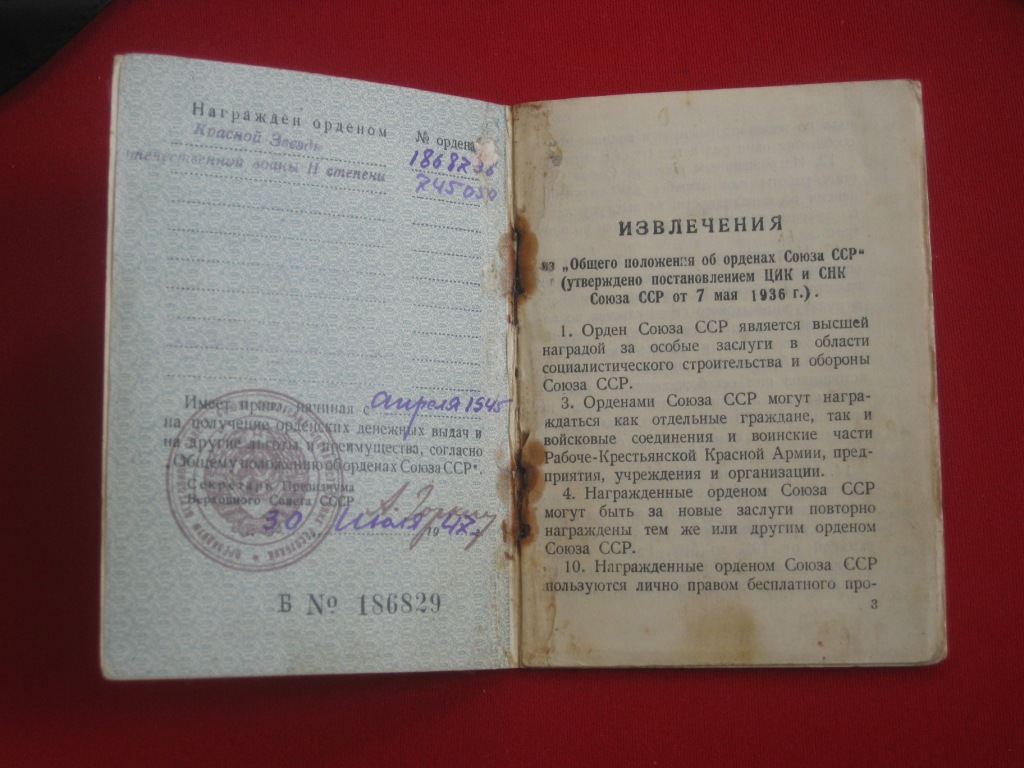 Награжден орденом
№ ордена
Красной Звезды
186873
течественной войны II степени
745050
Имеет право, начиная с апреля 1945
на получение орденских денежных выдач и
на другие льготы и преимущества, согласно
„Общему положению об орденах Союза ССР“.
Секретарь Президиума
Верховного Совета СССР
30 Июля 1947 г.
Б № 186829
ИЗВЛЕЧЕНИЯ
из „Общего положения об орденах Союза ССР“
(утверждено постановлением ЦИК и СНК
Союза ССР от 7 мая 1936 г.).
1. Орден Союза ССР является высшей
наградой за особые заслуги в области
социалистического строительства и обороны
Союза ССР.
3. Орденами Союза ССР могут награ-
ждаться как отдельные граждане, так и
войсковые соединения и воинские части
Рабоче-Крестьянской Красной Армии, пред-
приятия, учреждения и организации.
4. Награжденные орденом Союза ССР
могут быть за новые заслуги повторно
награждены тем же или другим орденом
Союза ССР.
10. Награжденные орденом Союза ССР
пользуются лично правом бесплатного про-
3